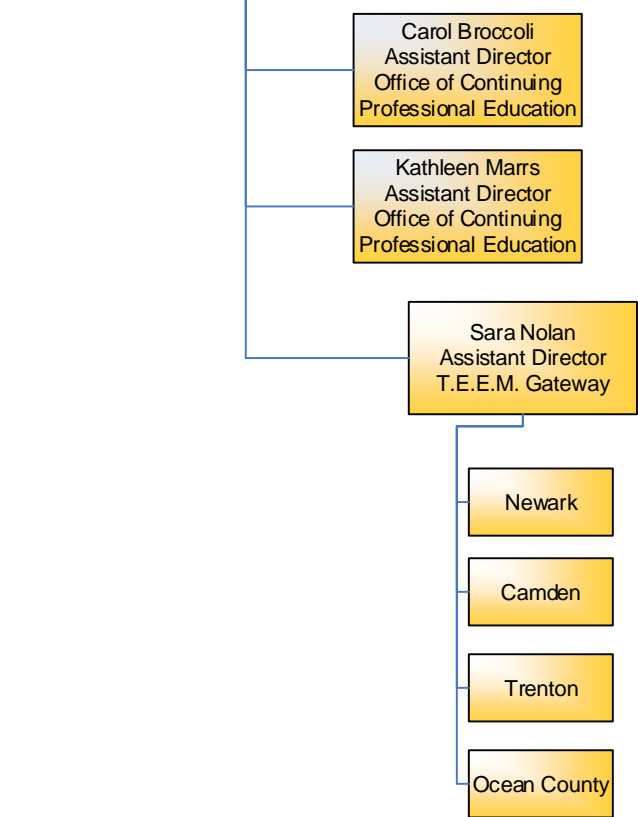 Carol Broccoli
Assistant Director
Office of Continuing
Professional Education
Kathleen Marrs
Assistant Director
Office of Continuing
Professional Education
Sara Nolan
Assistant Director
T.E.E.M. Gateway
Newark
Camden
Trenton
Ocean County